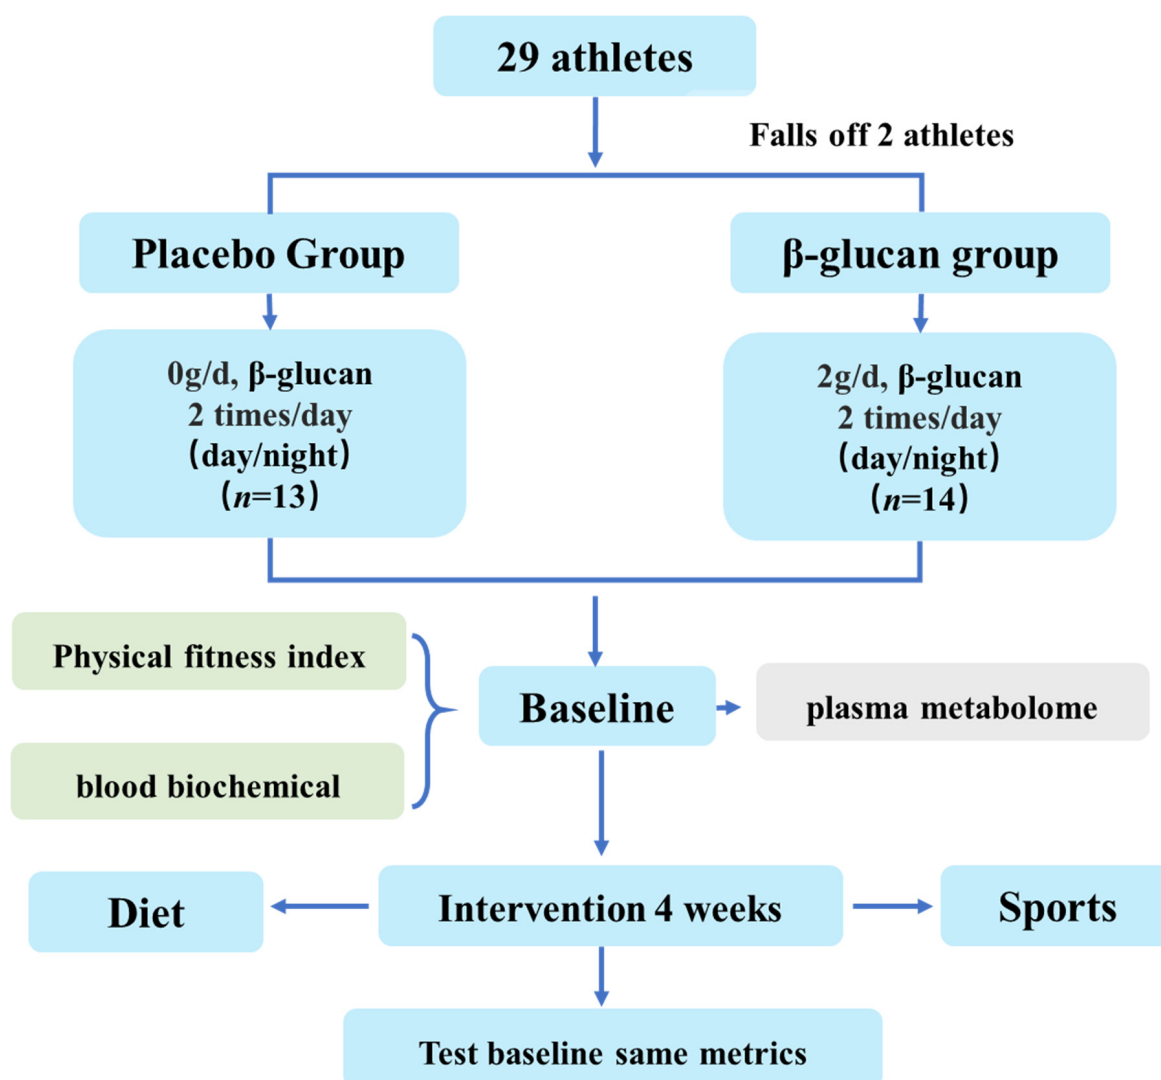 29 athletes
Falls off 2 athletes
Placebo Group
β-glucan group
0g/d, β-glucan
2 times/day
(day/night)
(n=13)
2g/d, β-glucan
2 times/day
(day/night)
(n=14)
Physical fitness index
blood biochemical
Baseline
plasma metabolome
Diet
Intervention 4 weeks
Sports
Test baseline same metrics